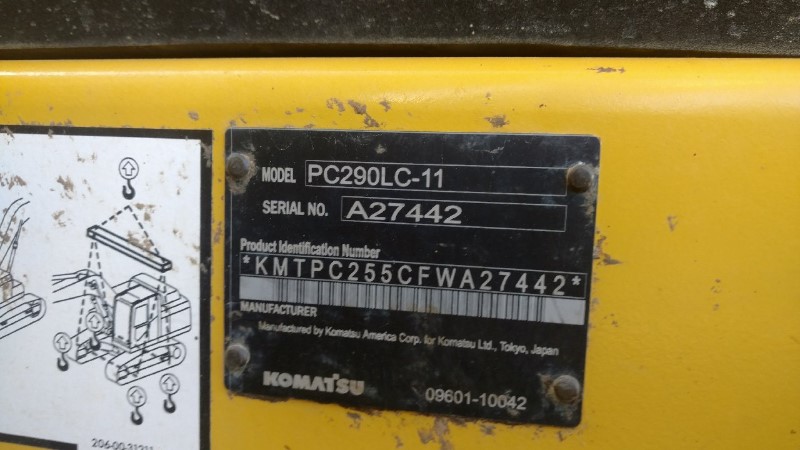 MODEL PC290LC-11
SERIAL NO. A27442
Product Identification Number
*KMTPC255CFWA27442*
MANUFACTURER
Manufactured by Komatsu America Corp. for Komatsu Ltd., Tokyo, Japan
KOMATSU 09601-10042